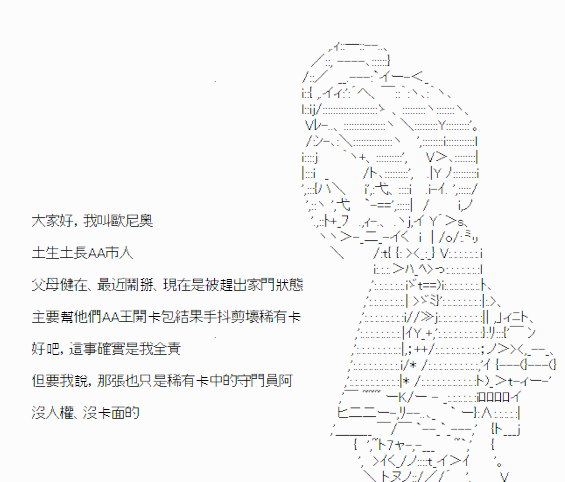 大家好，我叫歐尼奧
土生土長AA市人
父母健在、最近鬧掰、現在是被趕出家門狀態
主要幫他們AA王開卡包結果手抖剪壞稀有卡
好吧，這事確實是我全責
但要我說，那張也只是稀有卡中的守門員阿
沒人權、沒卡面的